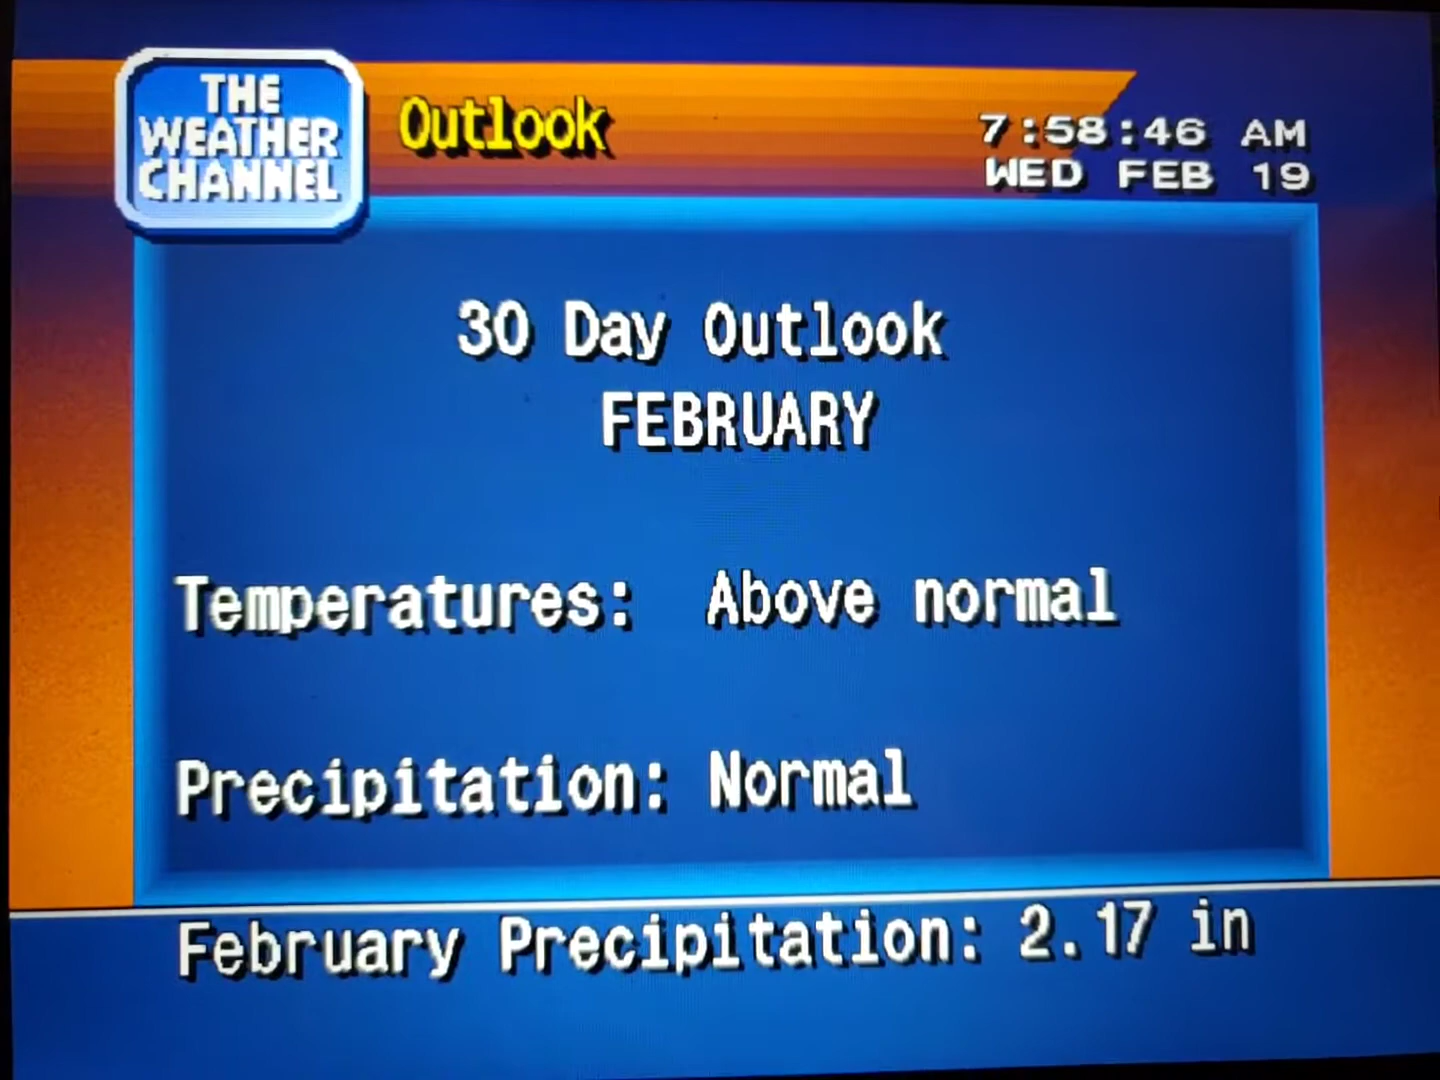 THE
WEATHER
CHANNEL
Outlook
7:58:46 AM
WED FEB 19
30 Day Outlook
FEBRUARY
Temperatures: Above normal
Precipitation: Normal
February Precipitation: 2.17 in